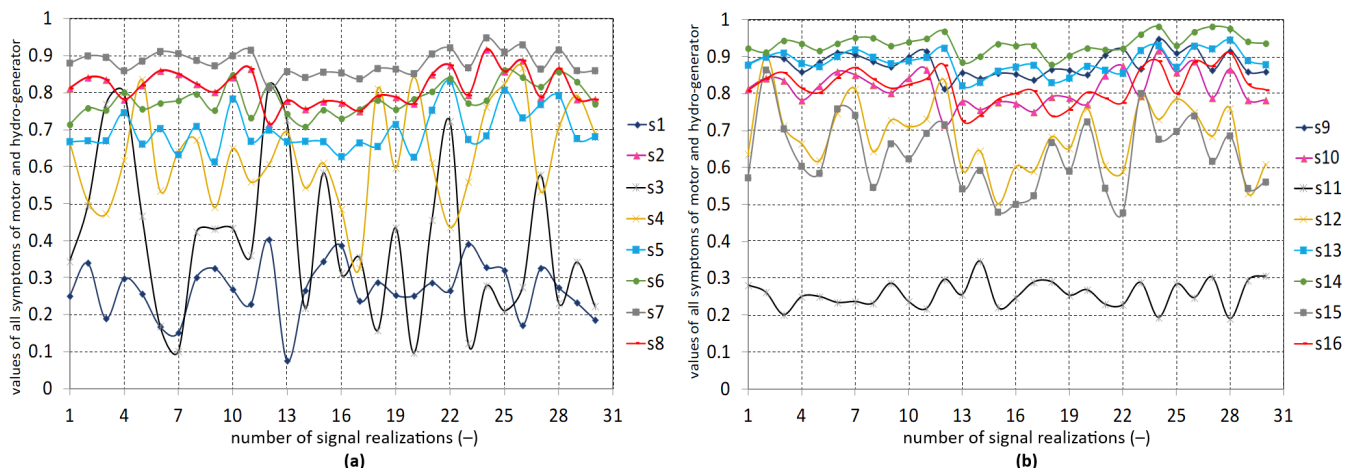 values of all symptoms of motor and hydro-generator
1
0.9
0.8
0.7
0.6
0.5
0.4
0.3
0.2
0.1
0
1 4 7 10 13 16 19 22 25 28 31
number of signal realizations (–)
(a)
s1
s2
s3
s4
s5
s6
s7
s8
values of all symptoms of motor and hydro-generator
1
0.9
0.8
0.7
0.6
0.5
0.4
0.3
0.2
0.1
0
1 4 7 10 13 16 19 22 25 28 31
number of signal realizations (–)
(b)
s9
s10
s11
s12
s13
s14
s15
s16